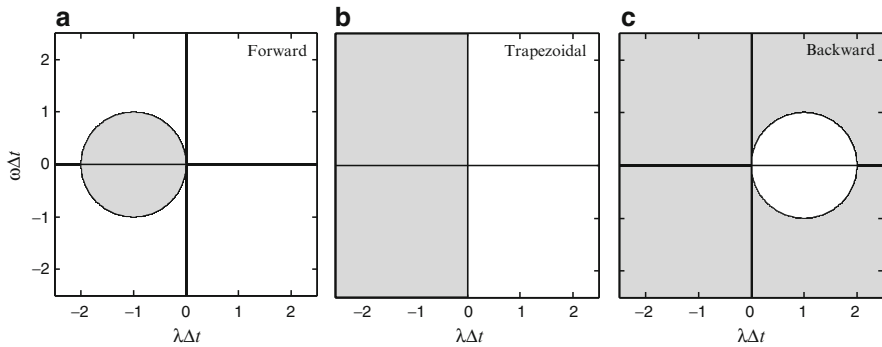 a
b
c
Forward
Trapezoidal
Backward
2
1
0
−1
−2
ωΔt
−2 −1 0 1 2
−2 −1 0 1 2
−2 −1 0 1 2
λΔt
λΔt
λΔt